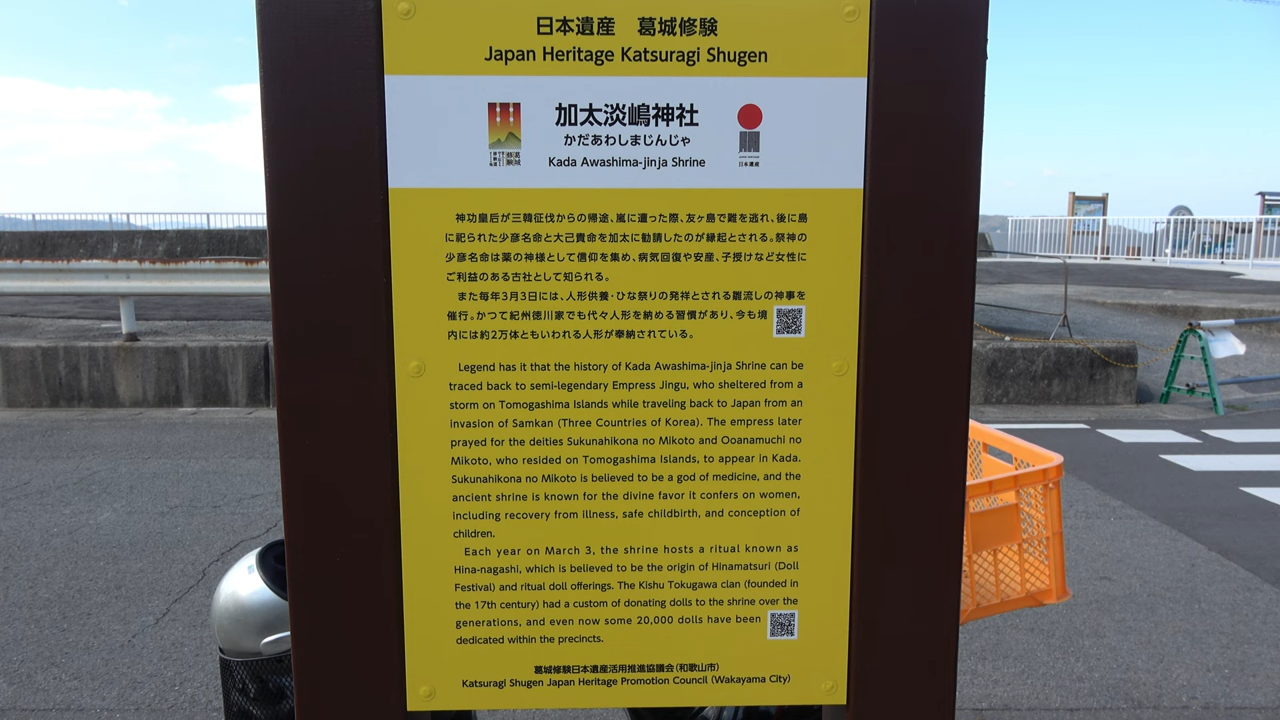 日本遺産 葛城修験
Japan Heritage Katsuragi Shugen
加太淡嶋神社
かだあわしまじんじゃ
Kada Awashima-jinja Shrine
葛城
修験
日本遺産
神功皇后が三韓征伐からの帰途、嵐に遭った際、友ヶ島で難を逃れ、後に島
に祀られた少彦名命と大己貴命を加太に勧請したのが縁起とされる。祭神の
少彦名命は薬の神様として信仰を集め、病気回復や安産、子授けなど女性に
ご利益のある古社として知られる。
また毎年3月3日には、人形供養・ひな祭りの発祥とされる雛流しの神事を
催行。かつて紀州徳川家でも代々人形を納める習慣があり、今も境
内には約2万体ともいわれる人形が奉納されている。
Legend has it that the history of Kada Awashima-jinja Shrine can be
traced back to semi-legendary Empress Jingu, who sheltered from a
storm on Tomogashima Islands while traveling back to Japan from an
invasion of Samkan (Three Countries of Korea). The empress later
prayed for the deities Sukunahikona no Mikoto and Ooanamuchi no
Mikoto, who resided on Tomogashima Islands, to appear in Kada.
Sukunahikona no Mikoto is believed to be a god of medicine, and the
ancient shrine is known for the divine favor it confers on women,
including recovery from illness, safe childbirth, and conception of
children.
Each year on March 3, the shrine hosts a ritual known as
Hina-nagashi, which is believed to be the origin of Hinamatsuri (Doll
Festival) and ritual doll offerings. The Kishu Tokugawa clan (founded in
the 17th century) had a custom of donating dolls to the shrine over the
generations, and even now some 20,000 dolls have been
dedicated within the precincts.
葛城修験日本遺産活用推進協議会(和歌山市)
Katsuragi Shugen Japan Heritage Promotion Council (Wakayama City)